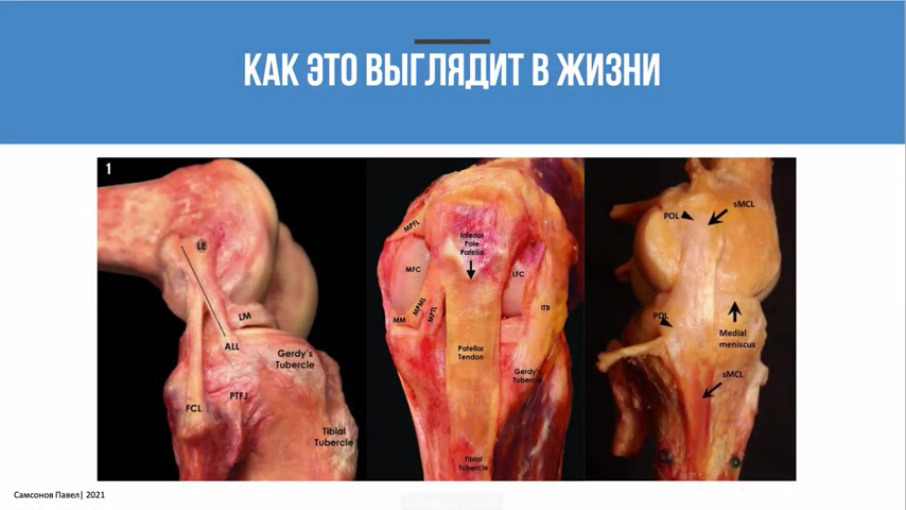 КАК ЭТО ВЫГЛЯДИТ В ЖИЗНИ
1
LE
LM
ALL
Gerdy's
Tubercle
PTFJ
FCL
Tibial
Tubercle
MPFL
Inferior
Pole
Patella
MFC
LFC
MPML
MPTL
MM
ITB
Patellar
Tendon
Gerdy's
Tubercle
Tibial
Tubercle
POL
sMCL
POL
Medial
meniscus
sMCL
Самсонов Павел| 2021